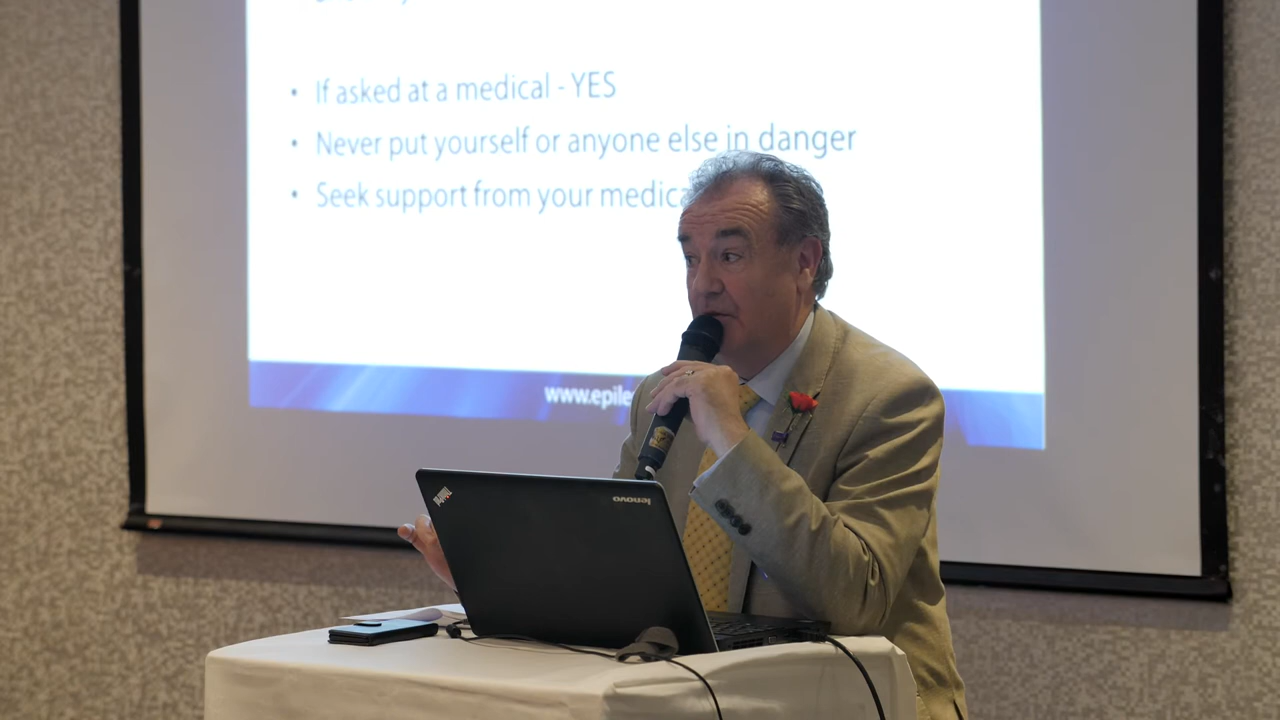 • If asked at a medical - YES
• Never put yourself or anyone else in danger
• Seek support from your
www.epile
ThinkPad
lenovo